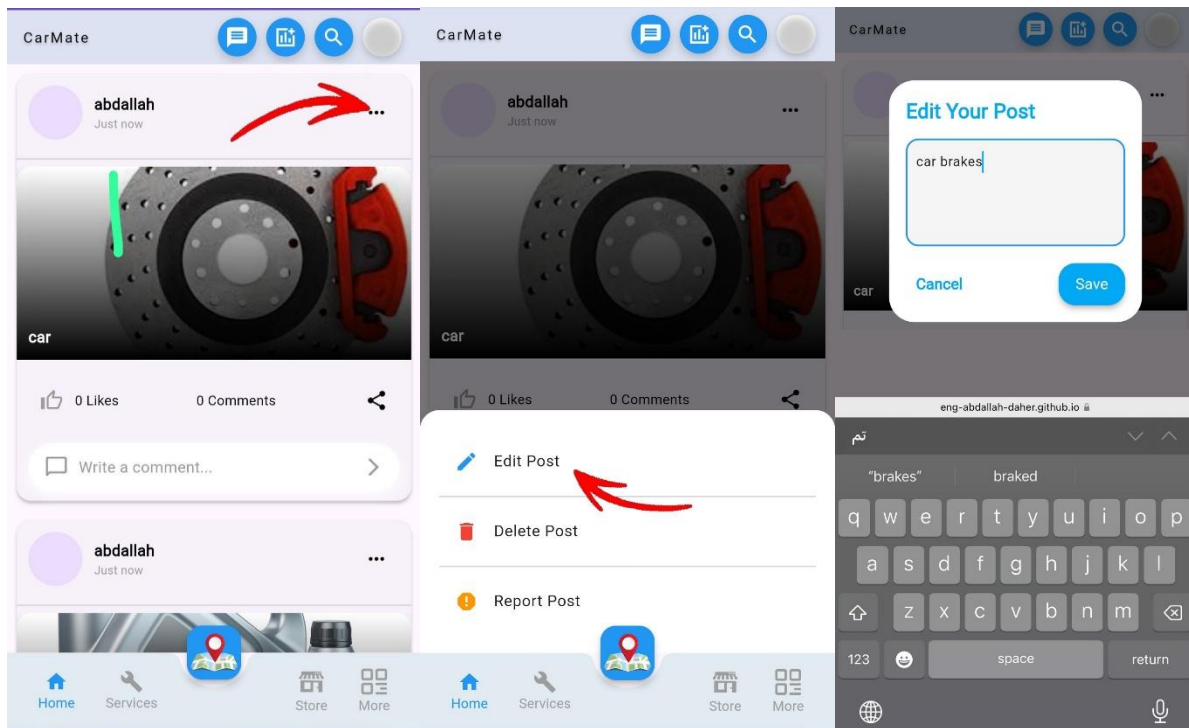 CarMate
abdallah
Just now
car
0 Likes
0 Comments
Write a comment...
abdallah
Just now
Home
Services
Store
More
CarMate
abdallah
Just now
car
0 Likes
0 Comments
Edit Post
Delete Post
Report Post
Home
Services
Store
More
CarMate
Edit Your Post
car brakes
Cancel
Save
car
eng-abdallah-daher.github.io
تم
“brakes”
braked
q w e r t y u i o p
a s d f g h j k l
z x c v b n m
123
space
return